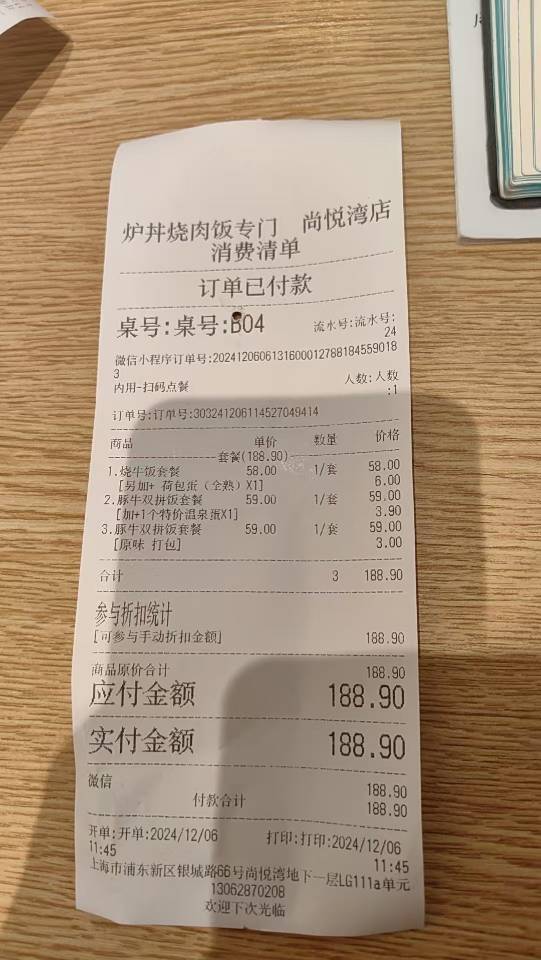 炉丼烧肉饭专门 尚悦湾店
消费清单
订单已付款
桌号:桌号:B04
流水号:流水号:
24
微信小程序订单号:2024120606131600012788184559018
3
内用-扫码点餐
人数:人数
:1
订单号:订单号:303241206114527049414
商品 单价 数量 价格
套餐(188.90)
1.烧牛饭套餐 58.00 1/套 58.00
[另加+ 荷包蛋（全熟)X1] 6.00
2.豚牛双拼饭套餐 59.00 1/套 59.00
[加+1个特价温泉蛋X1] 3.90
3.豚牛双拼饭套餐 59.00 1/套 59.00
[原味 打包] 3.00
合计 3 188.90
参与折扣统计
[可参与手动折扣金额] 188.90
商品原价合计 188.90
应付金额 188.90
实付金额 188.90
微信 188.90
付款合计 188.90
开单:开单:2024/12/06 打印:打印:2024/12/06
11:45 11:45
上海市浦东新区银城路66号尚悦湾地下一层LG111a单元
13062870208
欢迎下次光临